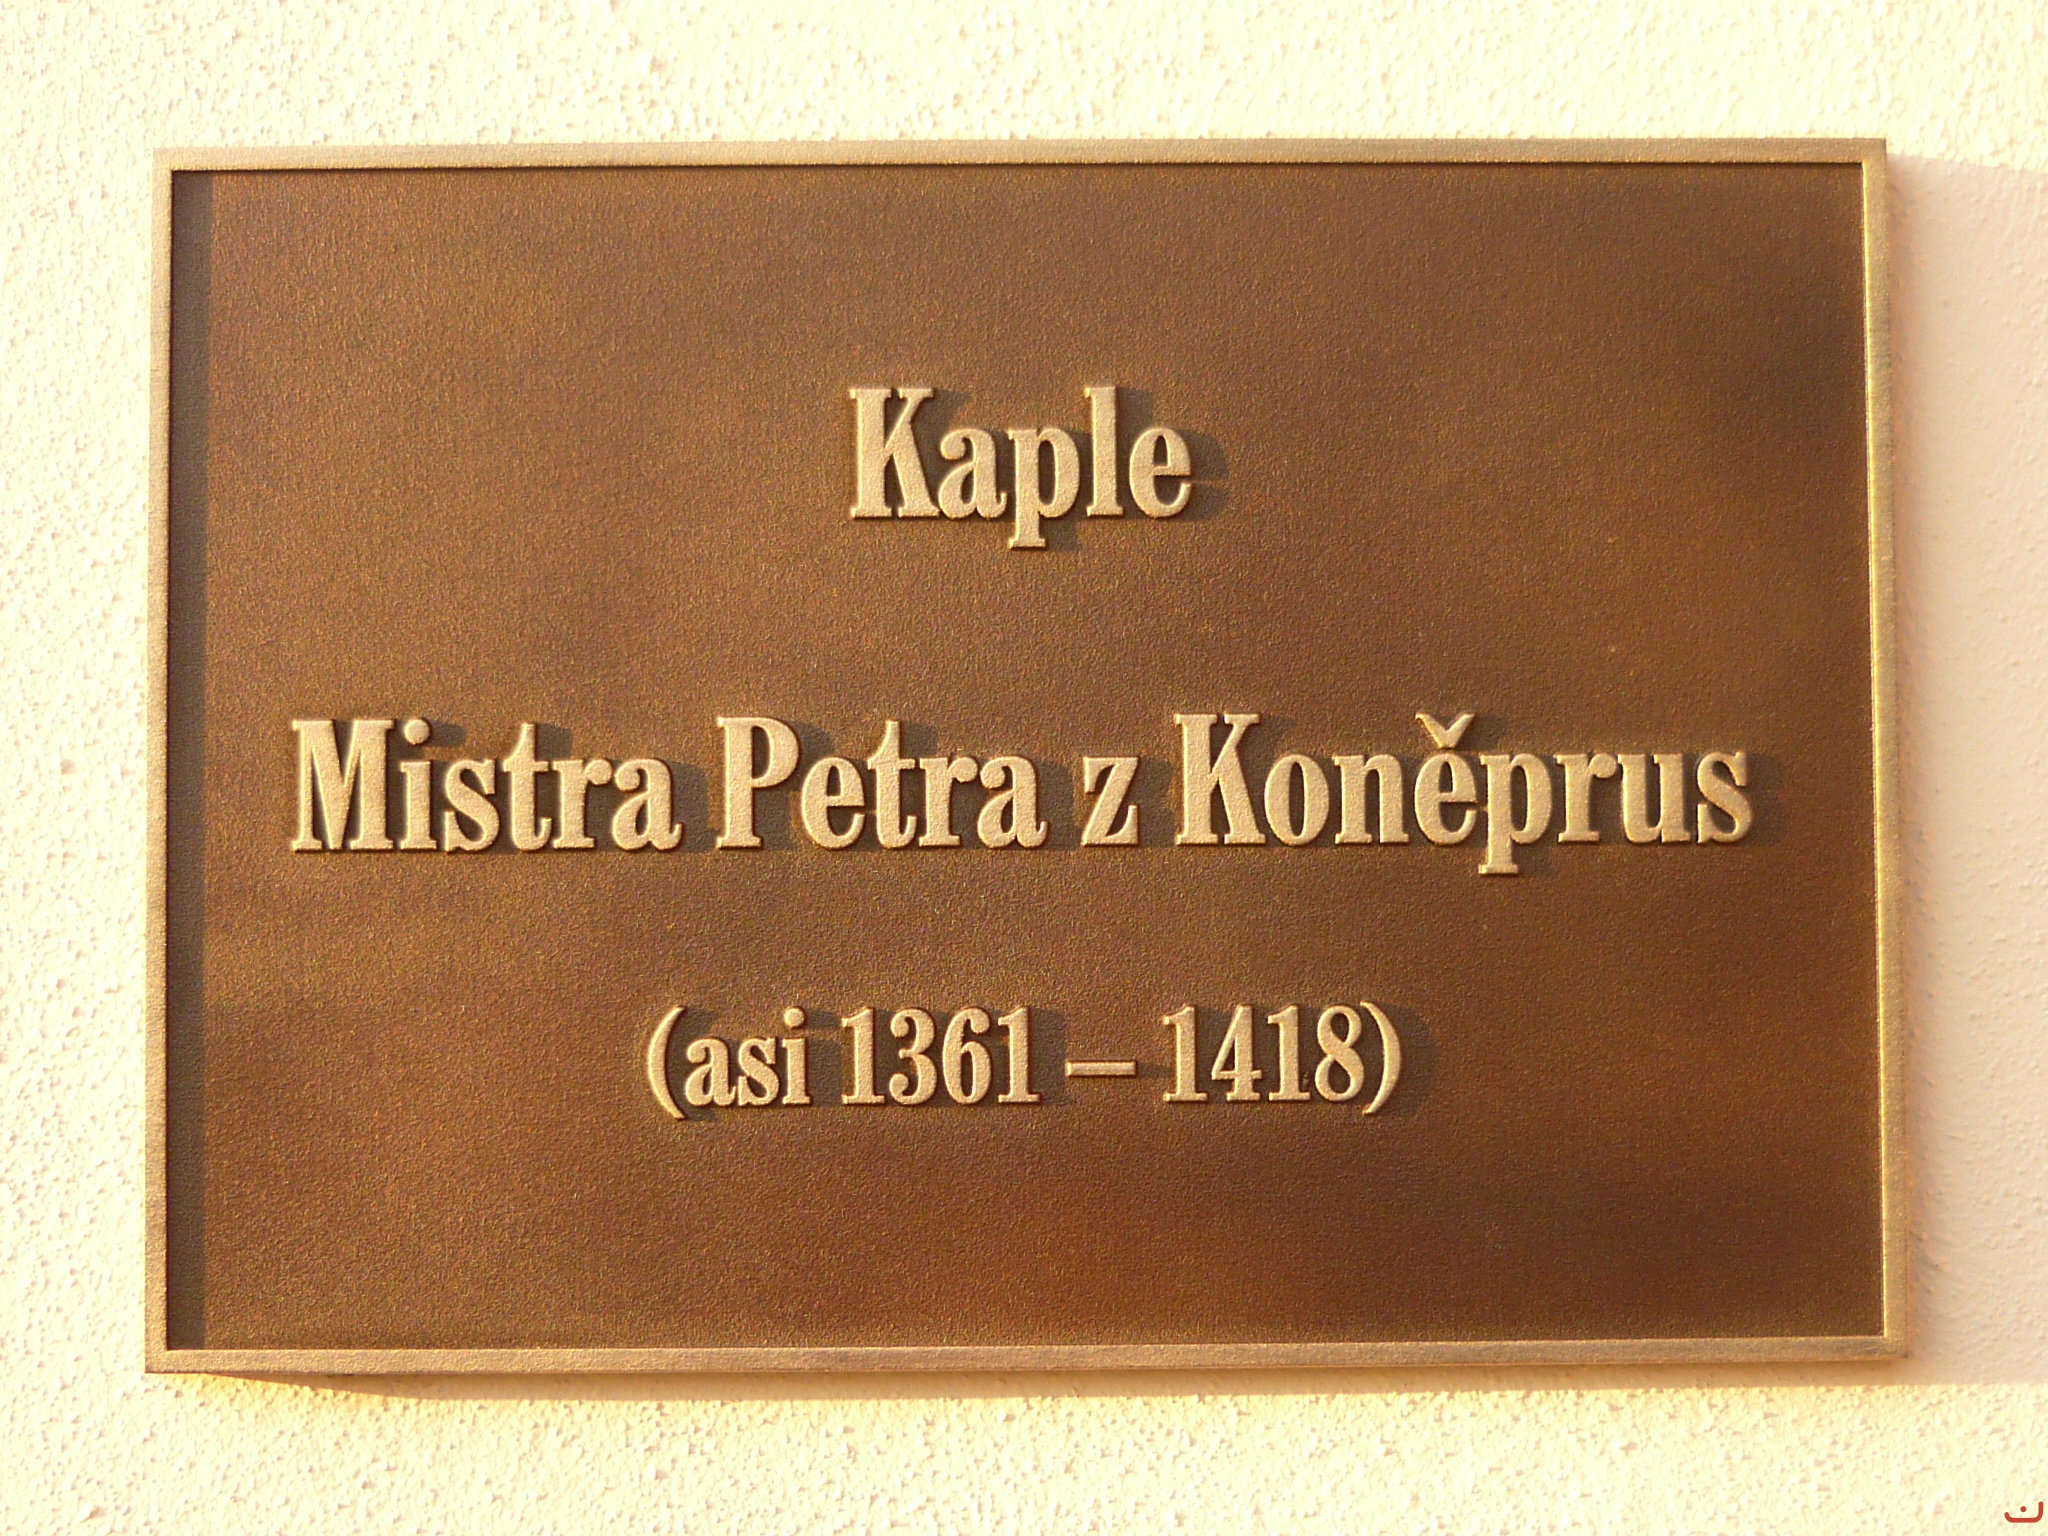 Kaple
Mistra Petra z Koněprus
(asi 1361 – 1418)